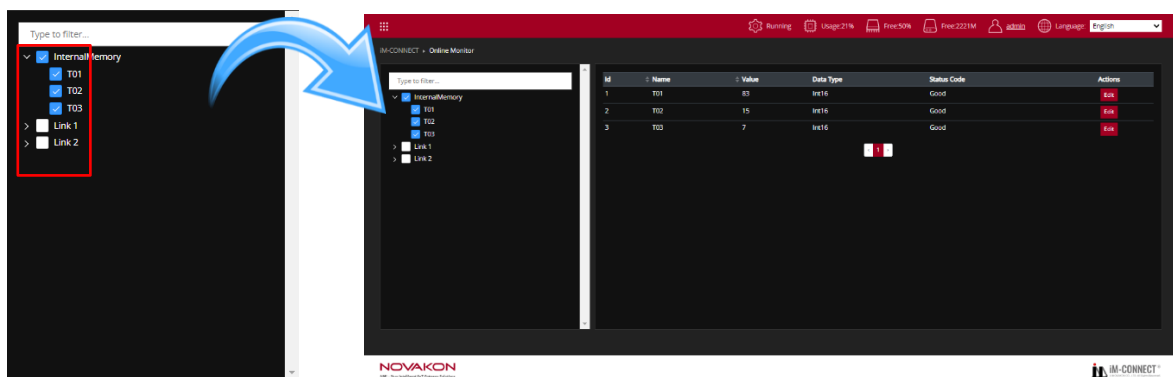 Type to filter...
InternalMemory
T01
T02
T03
Link 1
Link 2
Running Usage:21% Free:50% Free:2221M admin Language: English
iM-CONNECT Online Monitor
Type to filter...
InternalMemory
T01
T02
T03
Link 1
Link 2
Id Name Value Data Type Status Code Actions
1 T01 83 Int16 Good Edit
2 T02 15 Int16 Good Edit
3 T03 7 Int16 Good Edit
1
NOVAKON
iM-CONNECT